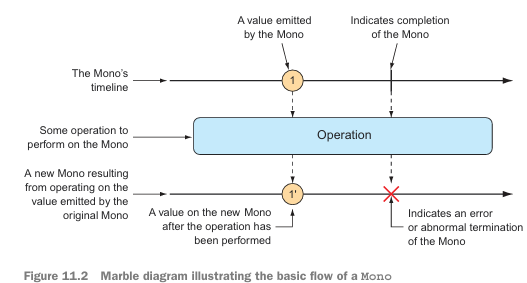 A value emitted
by the Mono
Indicates completion
of the Mono
The Mono's
timeline
1
Some operation to
perform on the Mono
Operation
A new Mono resulting
from operating on the
value emitted by the
original Mono
1'
A value on the new Mono
after the operation has
been performed
Indicates an error
or abnormal termination
of the Mono
Figure 11.2 Marble diagram illustrating the basic flow of a Mono